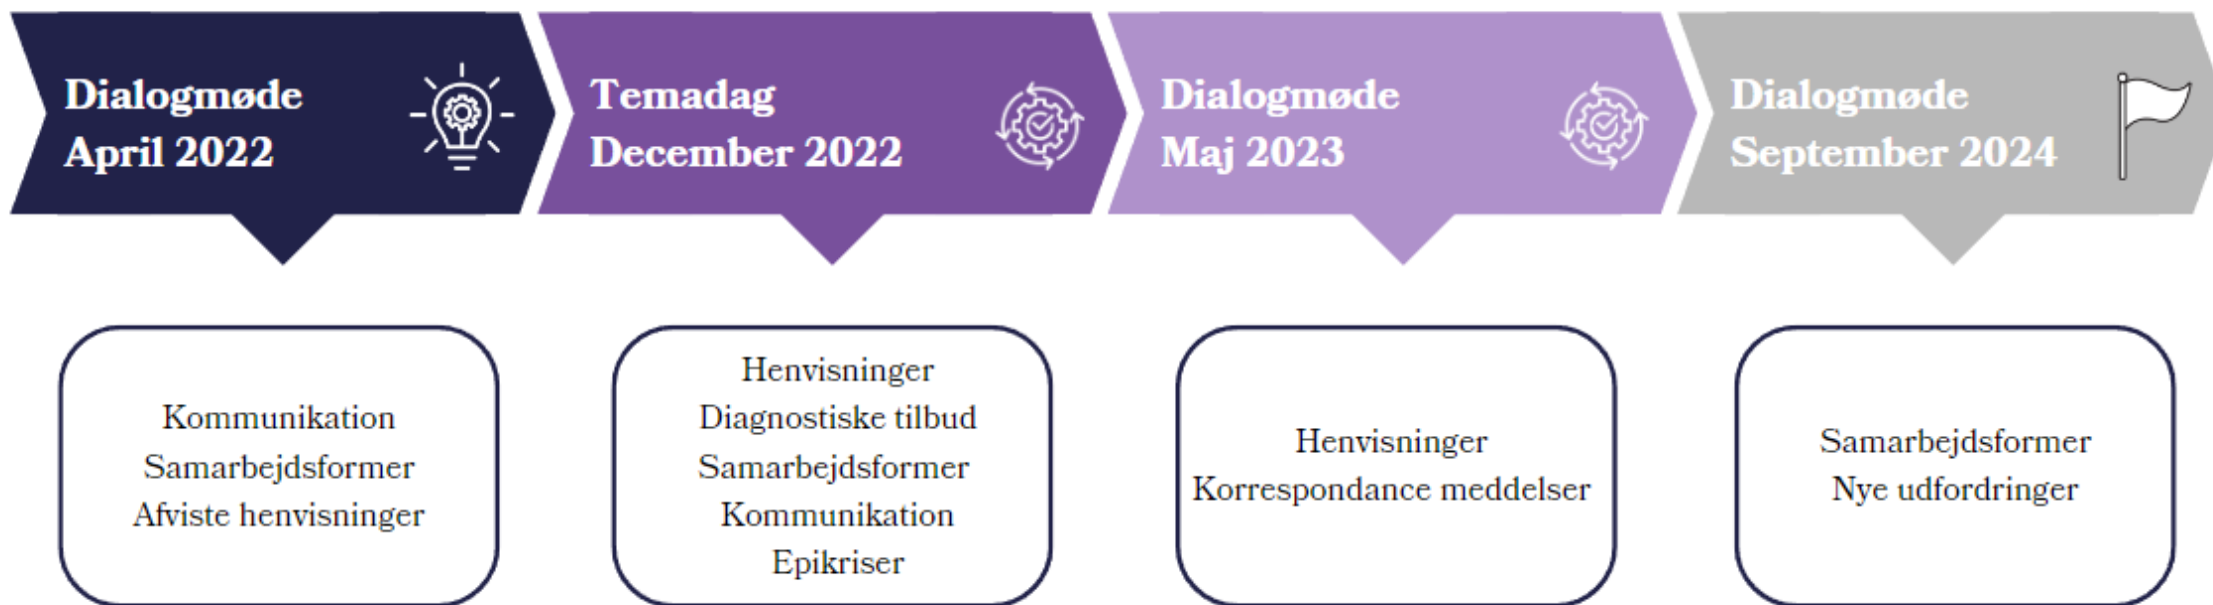 Dialogmøde
April 2022
Temadag
December 2022
Dialogmøde
Maj 2023
Dialogmøde
September 2024
Kommunikation
Samarbejdsformer
Afviste henvisninger
Henvisninger
Diagnostiske tilbud
Samarbejdsformer
Kommunikation
Epikriser
Henvisninger
Korrespondance meddelser
Samarbejdsformer
Nye udfordringer